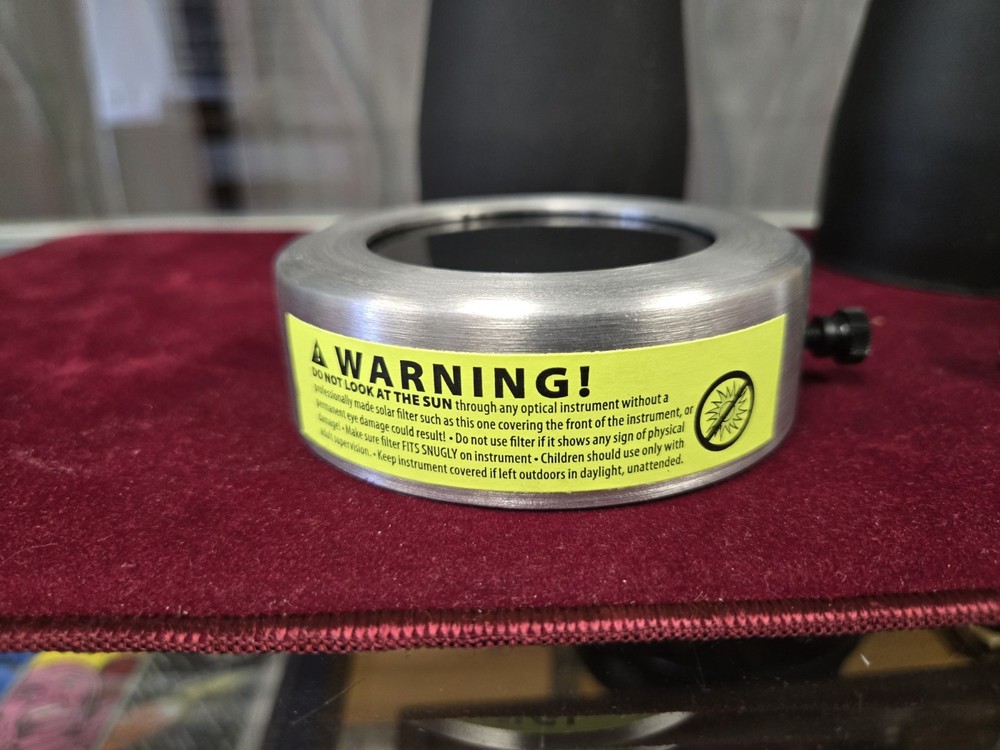 WARNING!
DO NOT LOOK AT THE SUN through any optical instrument without a
professionally made solar filter such as this one covering the front of the instrument, or
permanent eye damage could result! • Do not use filter if it shows any sign of physical
damage! • Make sure filter FITS SNUGLY on instrument • Children should use only with
adult supervision. • Keep instrument covered if left outdoors in daylight, unattended.